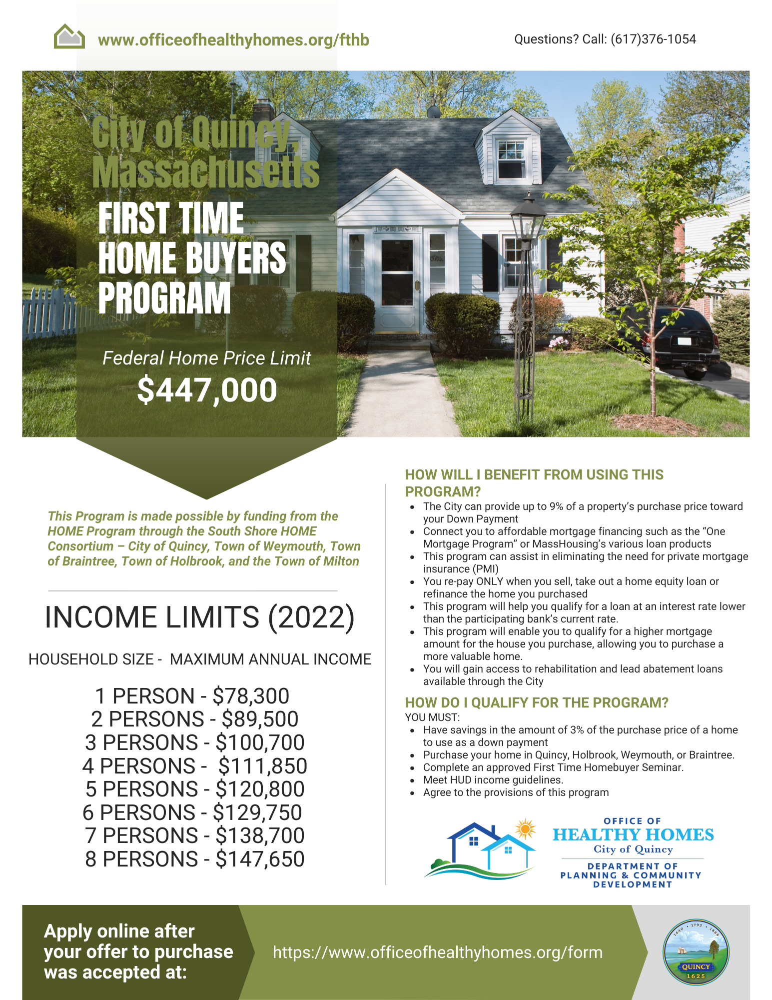 www.officeofhealthyhomes.org/fthb
Questions? Call: (617)376-1054
City of Quincy,
Massachusetts
FIRST TIME
HOME BUYERS
PROGRAM
Federal Home Price Limit
$447,000
This Program is made possible by funding from the
HOME Program through the South Shore HOME
Consortium – City of Quincy, Town of Weymouth, Town
of Braintree, Town of Holbrook, and the Town of Milton
INCOME LIMITS (2022)
HOUSEHOLD SIZE - MAXIMUM ANNUAL INCOME
1 PERSON - $78,300
2 PERSONS - $89,500
3 PERSONS - $100,700
4 PERSONS - $111,850
5 PERSONS - $120,800
6 PERSONS - $129,750
7 PERSONS - $138,700
8 PERSONS - $147,650
HOW WILL I BENEFIT FROM USING THIS
PROGRAM?
• The City can provide up to 9% of a property’s purchase price toward
your Down Payment
• Connect you to affordable mortgage financing such as the “One
Mortgage Program” or MassHousing’s various loan products
• This program can assist in eliminating the need for private mortgage
insurance (PMI)
• You re-pay ONLY when you sell, take out a home equity loan or
refinance the home you purchased
• This program will help you qualify for a loan at an interest rate lower
than the participating bank’s current rate.
• This program will enable you to qualify for a higher mortgage
amount for the house you purchase, allowing you to purchase a
more valuable home.
• You will gain access to rehabilitation and lead abatement loans
available through the City
HOW DO I QUALIFY FOR THE PROGRAM?
YOU MUST:
• Have savings in the amount of 3% of the purchase price of a home
to use as a down payment
• Purchase your home in Quincy, Holbrook, Weymouth, or Braintree.
• Complete an approved First Time Homebuyer Seminar.
• Meet HUD income guidelines.
• Agree to the provisions of this program
OFFICE OF
HEALTHY HOMES
City of Quincy
DEPARTMENT OF
PLANNING & COMMUNITY
DEVELOPMENT
Apply online after
your offer to purchase
was accepted at:
https://www.officeofhealthyhomes.org/form
1640 • 1792 • 1888
QUINCY
1625